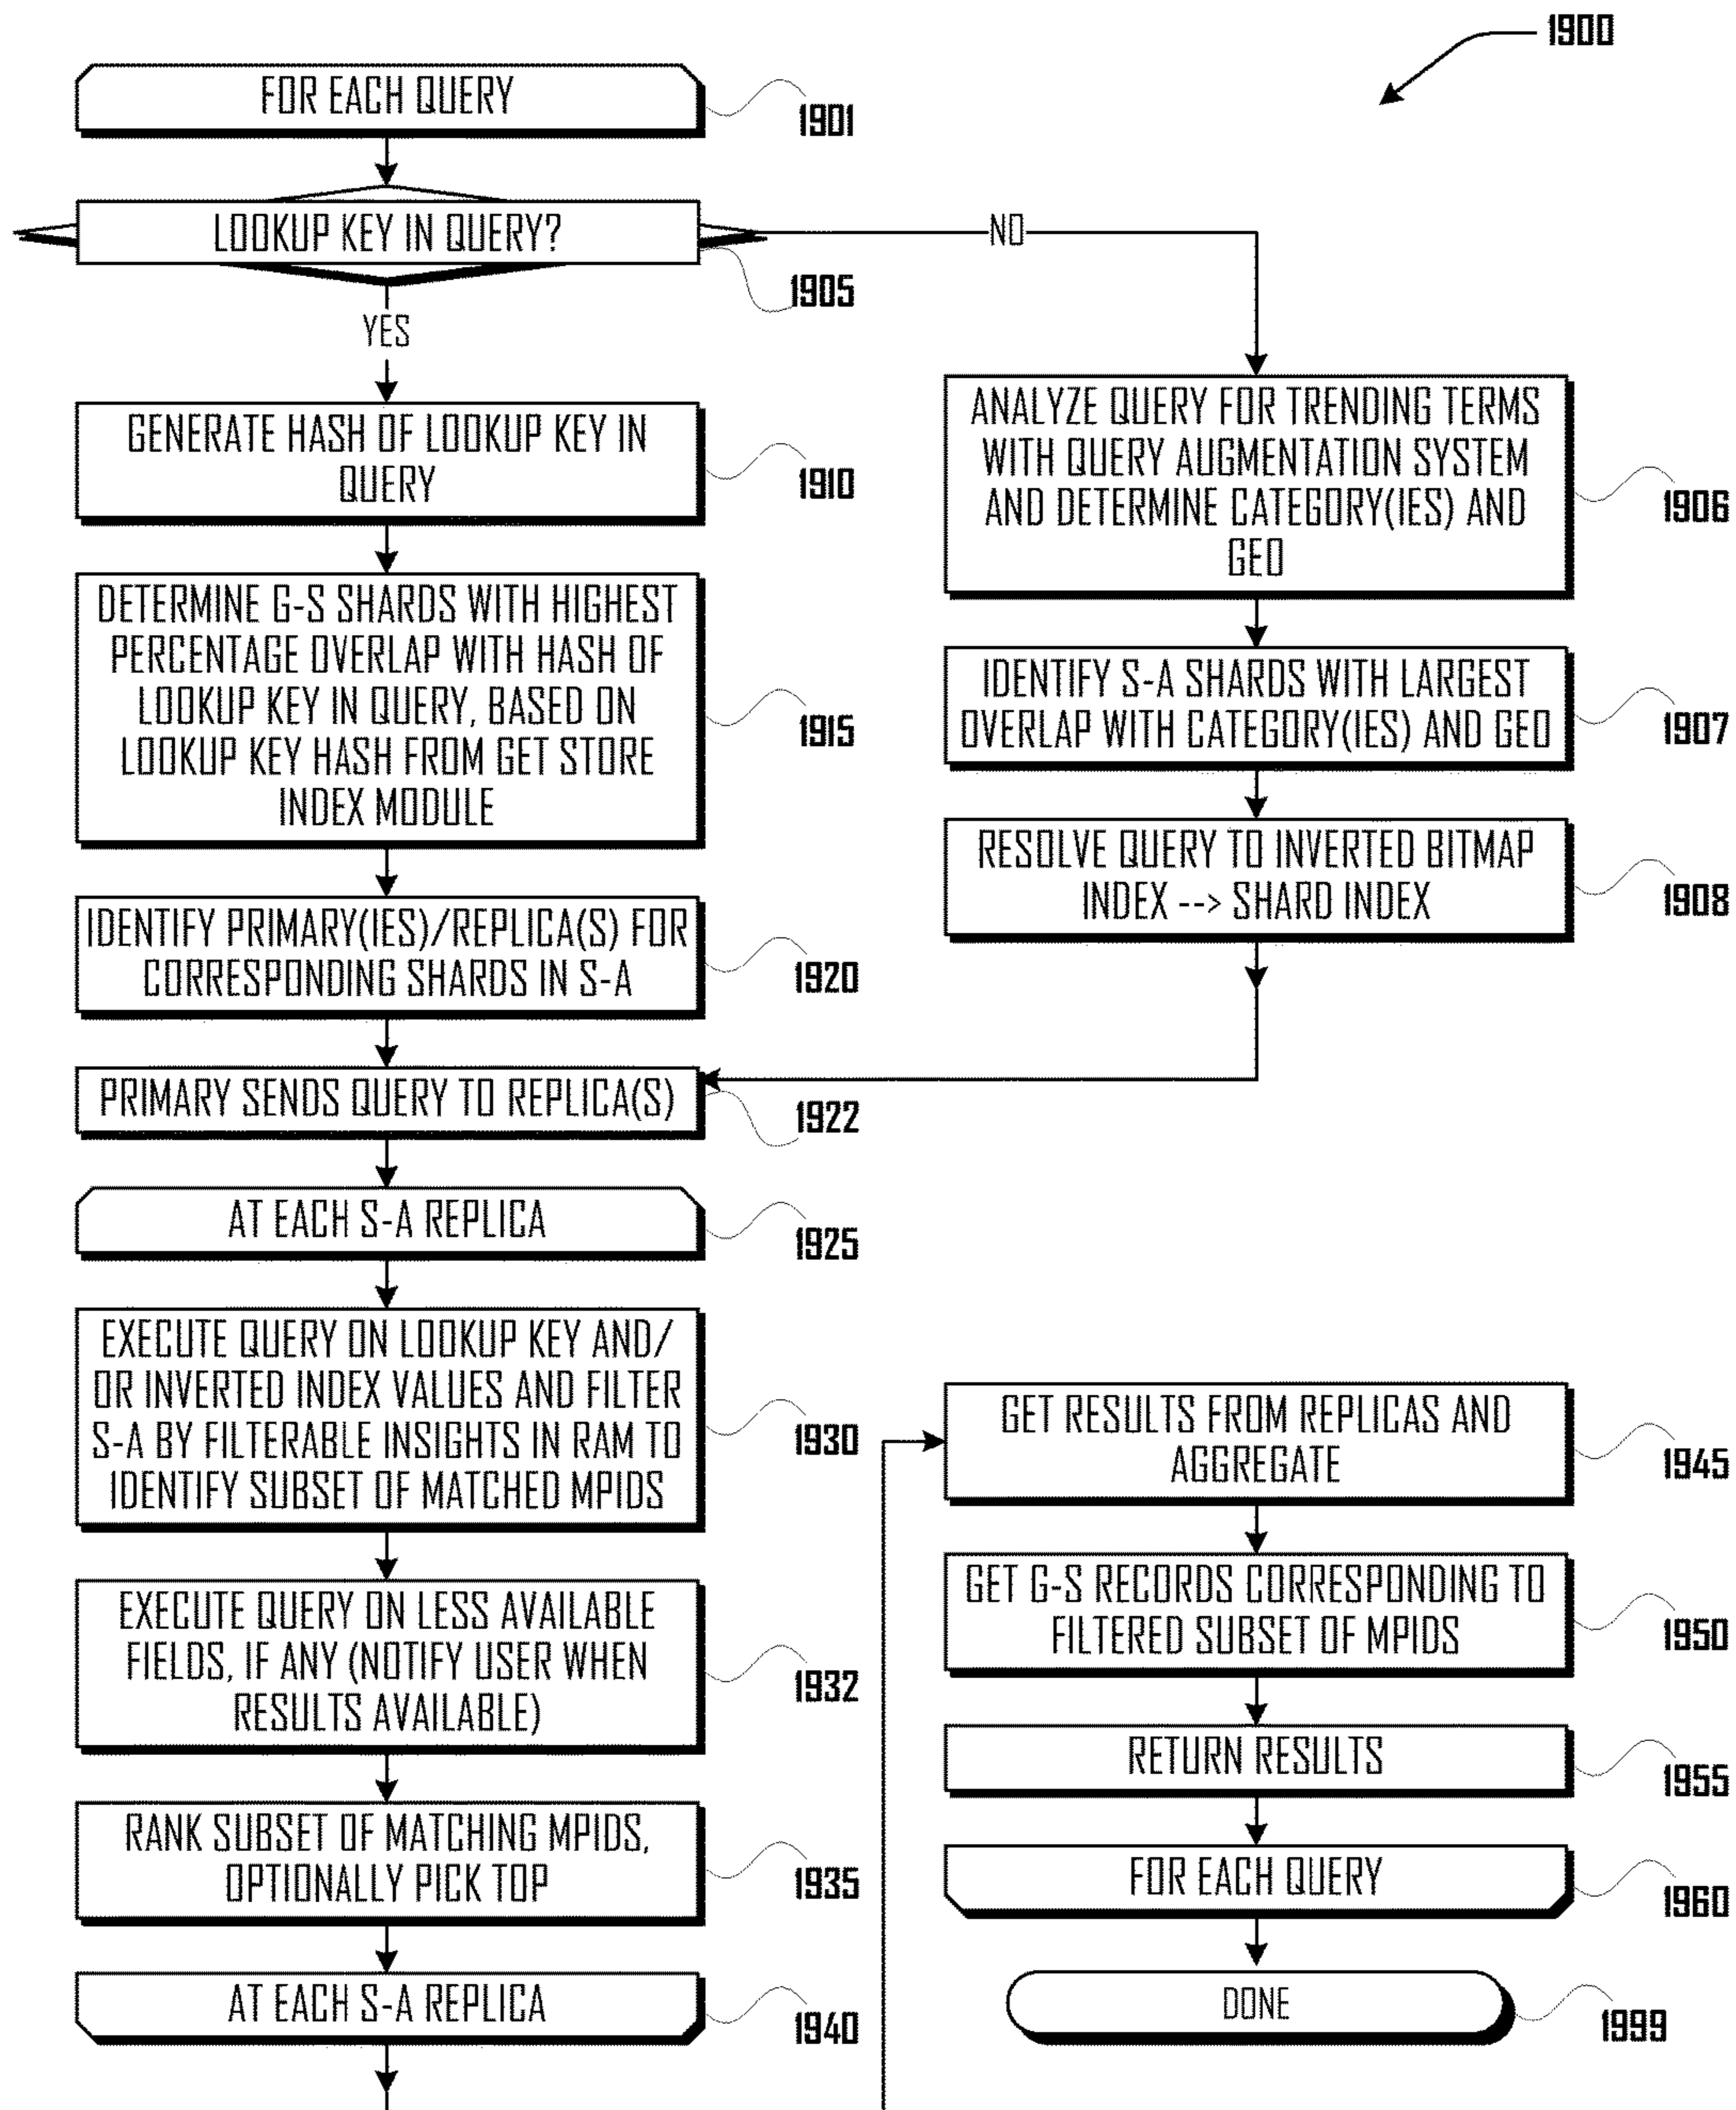 1900
FOR EACH QUERY
1901
LOOKUP KEY IN QUERY?
1905
NO
YES
GENERATE HASH OF LOOKUP KEY IN
QUERY
1910
DETERMINE G-S SHARDS WITH HIGHEST
PERCENTAGE OVERLAP WITH HASH OF
LOOKUP KEY IN QUERY, BASED ON
LOOKUP KEY HASH FROM GET STORE
INDEX MODULE
1915
IDENTIFY PRIMARY(IES)/REPLICA(S) FOR
CORRESPONDING SHARDS IN S-A
1920
ANALYZE QUERY FOR TRENDING TERMS
WITH QUERY AUGMENTATION SYSTEM
AND DETERMINE CATEGORY(IES) AND
GEO
1906
IDENTIFY S-A SHARDS WITH LARGEST
OVERLAP WITH CATEGORY(IES) AND GEO
1907
RESOLVE QUERY TO INVERTED BITMAP
INDEX --> SHARD INDEX
1908
PRIMARY SENDS QUERY TO REPLICA(S)
1922
AT EACH S-A REPLICA
1925
EXECUTE QUERY ON LOOKUP KEY AND/
OR INVERTED INDEX VALUES AND FILTER
S-A BY FILTERABLE INSIGHTS IN RAM TO
IDENTIFY SUBSET OF MATCHED MPIDS
1930
EXECUTE QUERY ON LESS AVAILABLE
FIELDS, IF ANY (NOTIFY USER WHEN
RESULTS AVAILABLE)
1932
RANK SUBSET OF MATCHING MPIDS,
OPTIONALLY PICK TOP
1935
AT EACH S-A REPLICA
1940
GET RESULTS FROM REPLICAS AND
AGGREGATE
1945
GET G-S RECORDS CORRESPONDING TO
FILTERED SUBSET OF MPIDS
1950
RETURN RESULTS
1955
FOR EACH QUERY
1960
DONE
1999